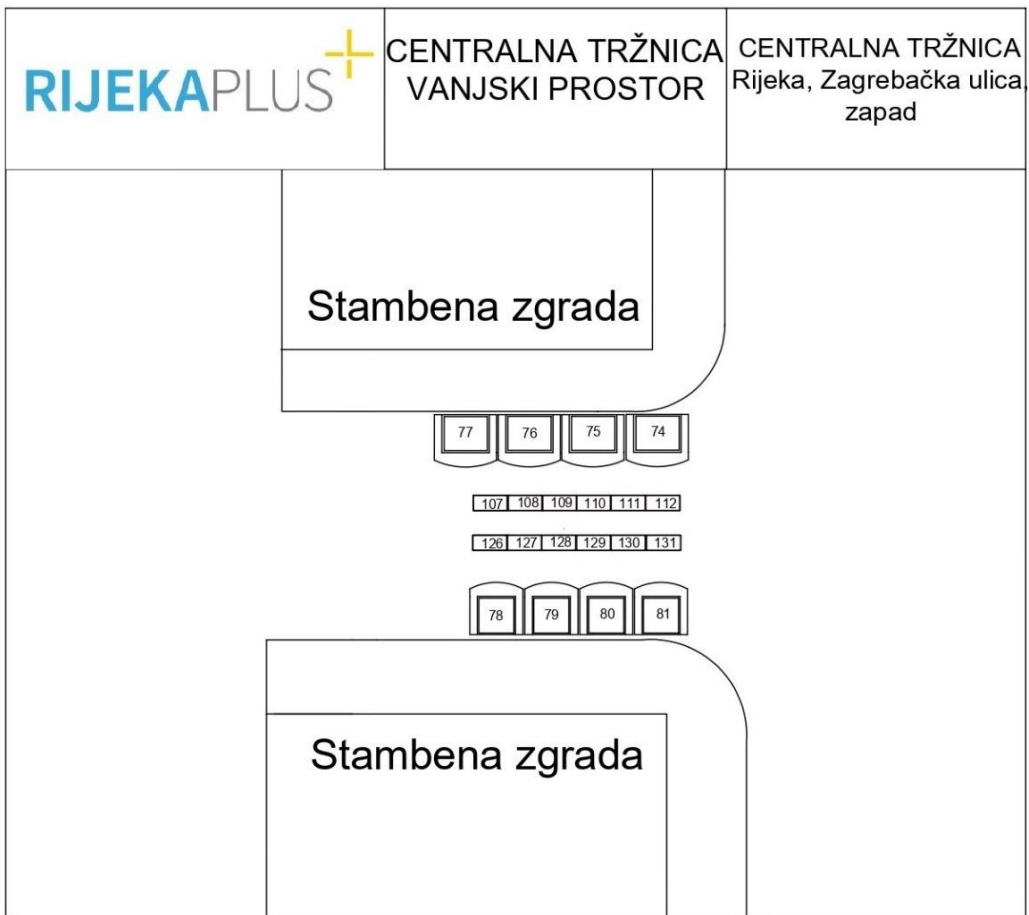 RIJEKAPLUS
CENTRALNA TRŽNICA
VANJSKI PROSTOR
CENTRALNA TRŽNICA
Rijeka, Zagrebačka ulica,
zapad
Stambena zgrada
77 76 75 74
107 108 109 110 111 112
126 127 128 129 130 131
78 79 80 81
Stambena zgrada